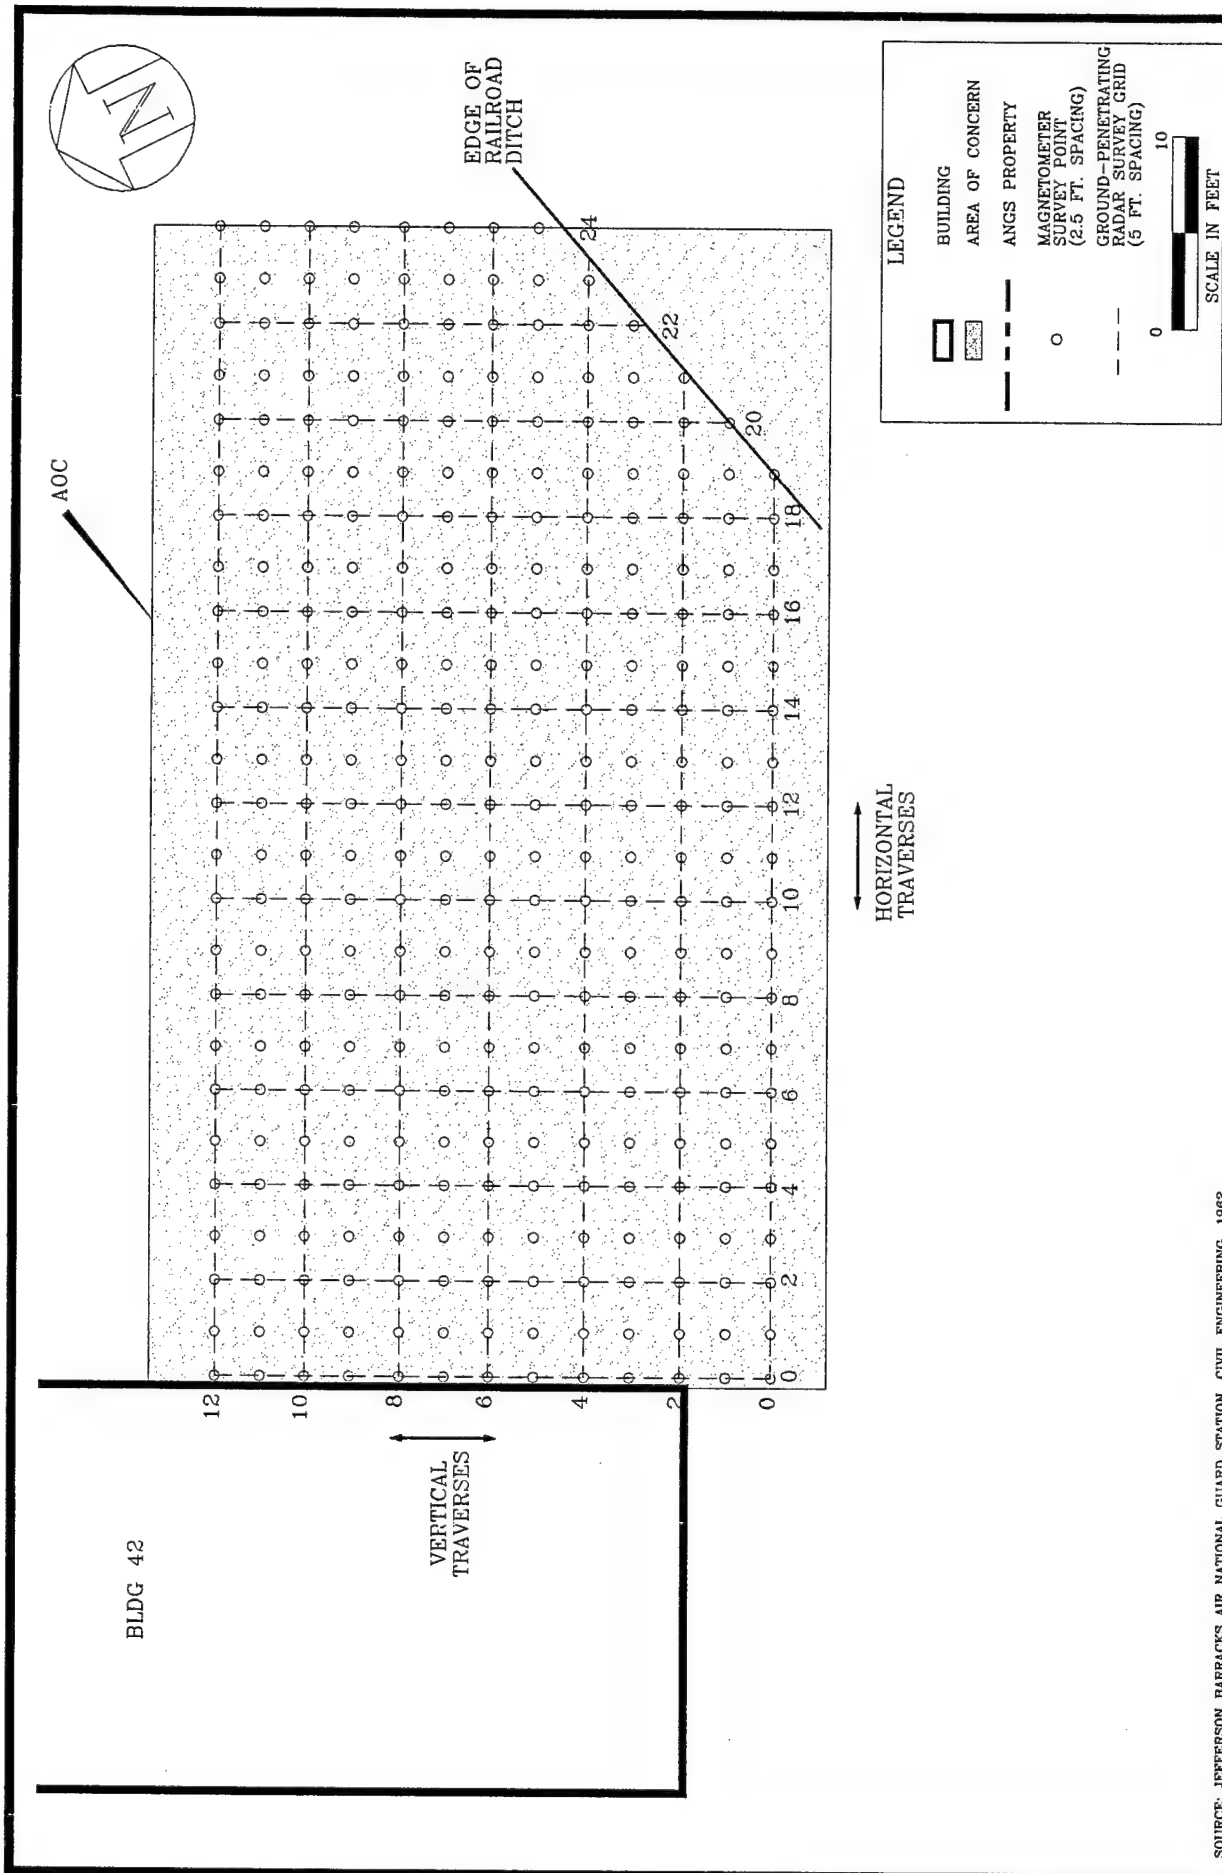 N
AOC
EDGE OF
RAILROAD
DITCH
BLDG 42
12
10
8
6
4
2
0
VERTICAL
TRAVERSES
0
2
4
6
8
10
12
14
16
18
20
22
24
HORIZONTAL
TRAVERSES
LEGEND
BUILDING
AREA OF CONCERN
ANGS PROPERTY
MAGNETOMETER
SURVEY POINT
(2.5 FT. SPACING)
GROUND-PENETRATING
RADAR SURVEY GRID
(5 FT. SPACING)
0
10
SCALE IN FEET
SOURCE: JEFFERSON BARRACKS AIR NATIONAL GUARD STATION CIVIL ENGINEERING,